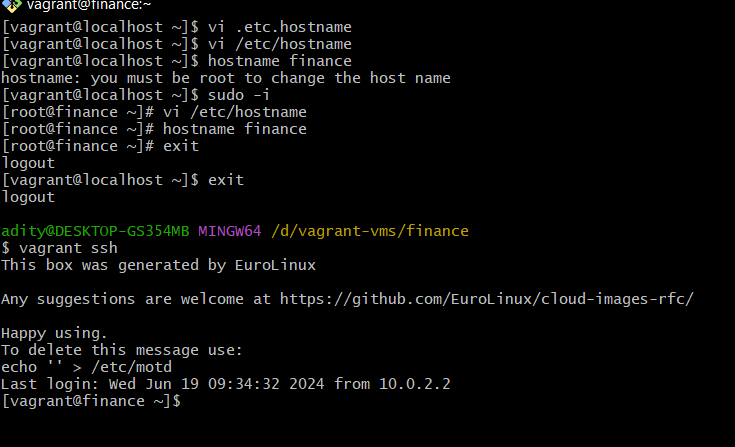 vagrant@finance:~
[vagrant@localhost ~]$ vi .etc.hostname
[vagrant@localhost ~]$ vi /etc/hostname
[vagrant@localhost ~]$ hostname finance
hostname: you must be root to change the host name
[vagrant@localhost ~]$ sudo -i
[root@finance ~]# vi /etc/hostname
[root@finance ~]# hostname finance
[root@finance ~]# exit
logout
[vagrant@localhost ~]$ exit
logout
adity@DESKTOP-GS354MB MINGW64 /d/vagrant-vms/finance
$ vagrant ssh
This box was generated by EuroLinux
Any suggestions are welcome at https://github.com/EuroLinux/cloud-images-rfc/
Happy using.
To delete this message use:
echo '' > /etc/motd
Last login: Wed Jun 19 09:34:32 2024 from 10.0.2.2
[vagrant@finance ~]$